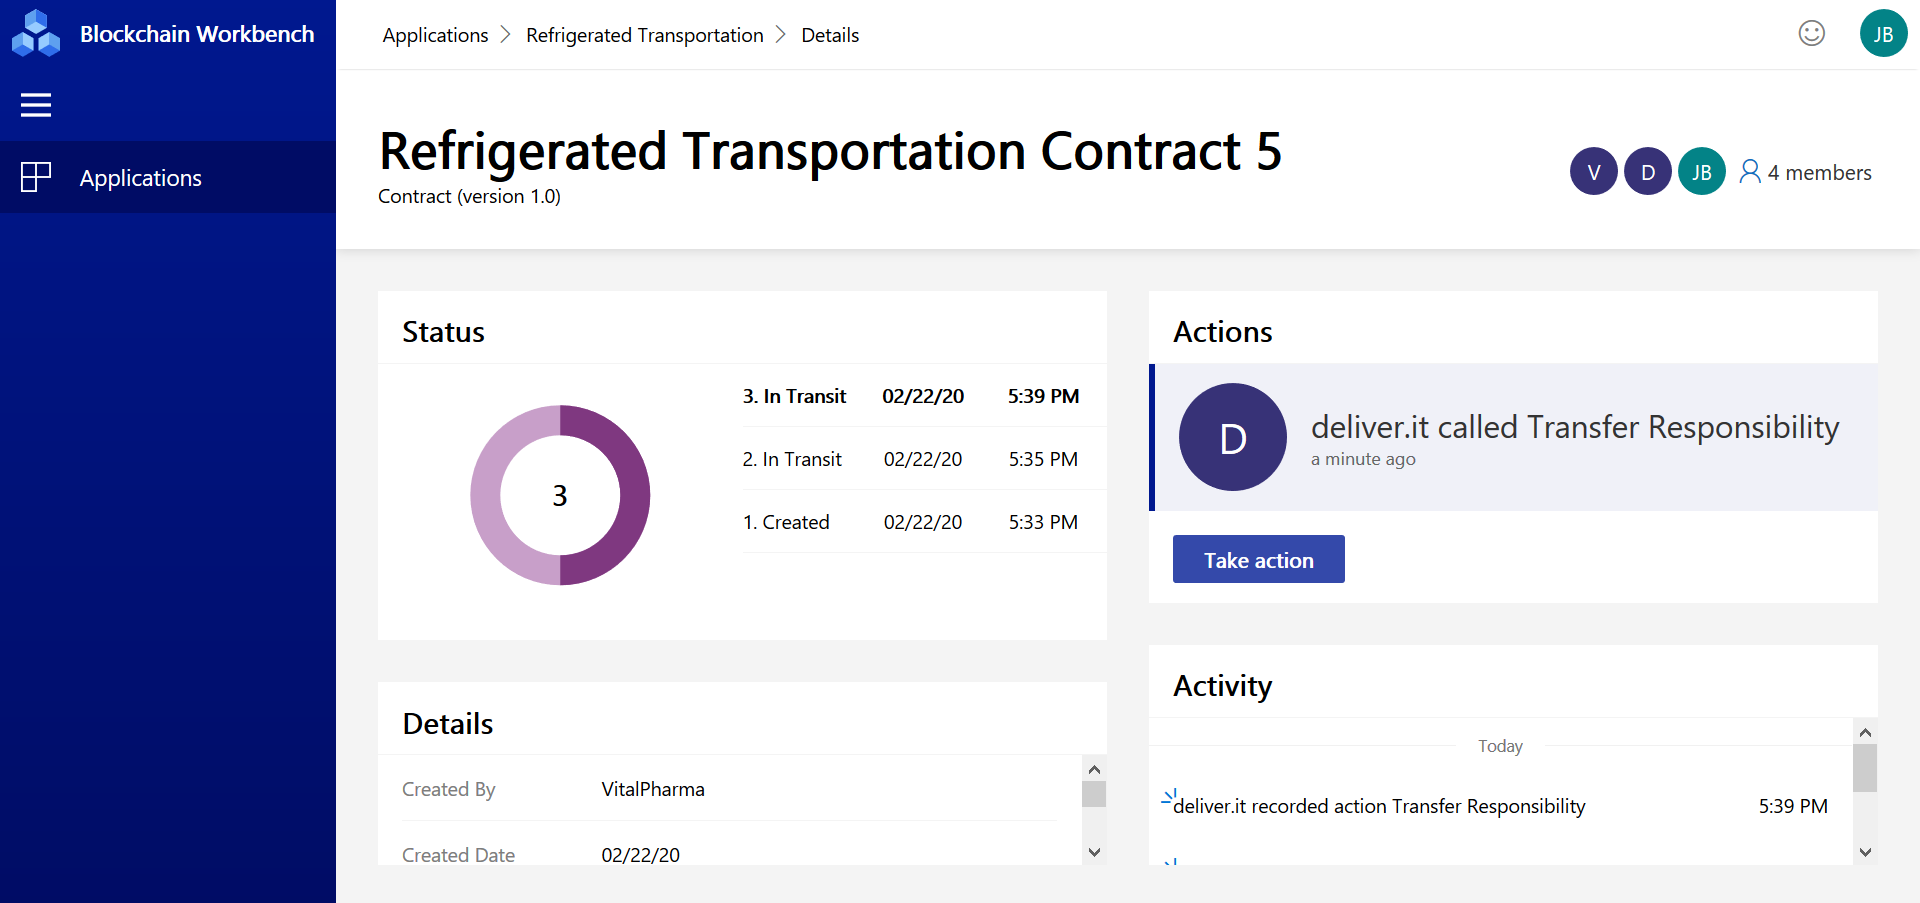 Blockchain Workbench
Applications
Applications Refrigerated Transportation Details
JB
Refrigerated Transportation Contract 5
Contract (version 1.0)
V D JB 4 members
Status
3
3. In Transit 02/22/20 5:39 PM
2. In Transit 02/22/20 5:35 PM
1. Created 02/22/20 5:33 PM
Details
Created By VitalPharma
Created Date 02/22/20
Actions
D
deliver.it called Transfer Responsibility
a minute ago
Take action
Activity
Today
deliver.it recorded action Transfer Responsibility 5:39 PM